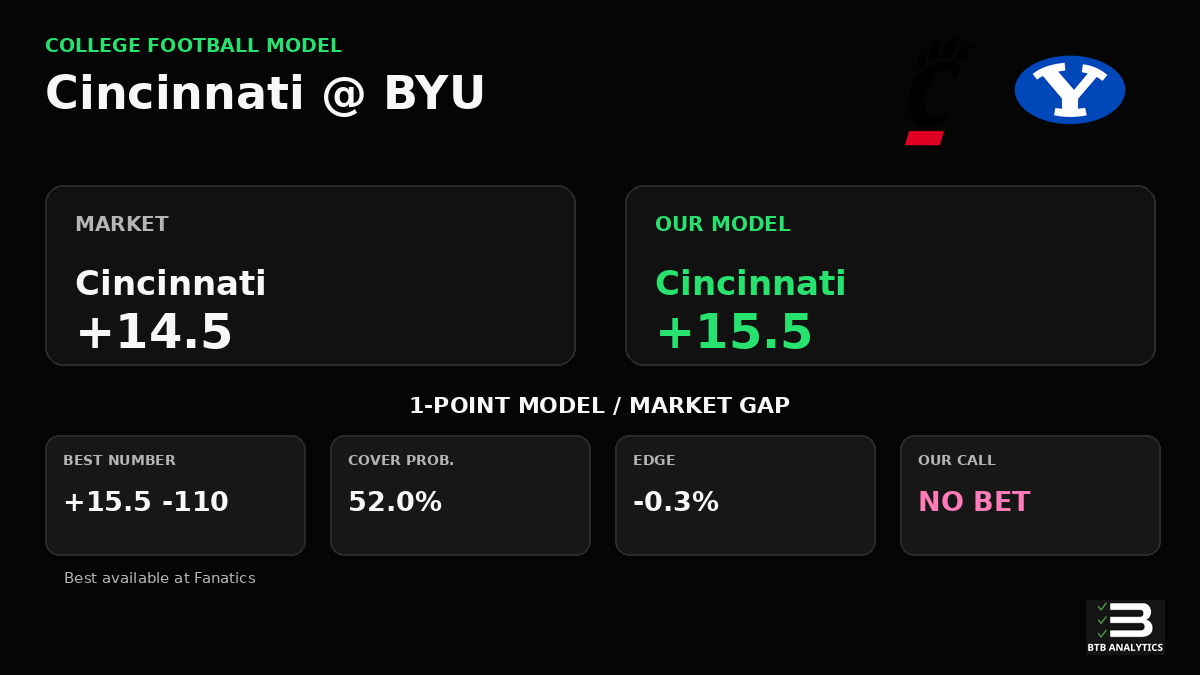 COLLEGE FOOTBALL MODEL
Cincinnati @ BYU
C
Y
MARKET
Cincinnati
+14.5
OUR MODEL
Cincinnati
+15.5
1-POINT MODEL / MARKET GAP
BEST NUMBER
+15.5 -110
COVER PROB.
52.0%
EDGE
-0.3%
OUR CALL
NO BET
Best available at Fanatics
B
BTB ANALYTICS